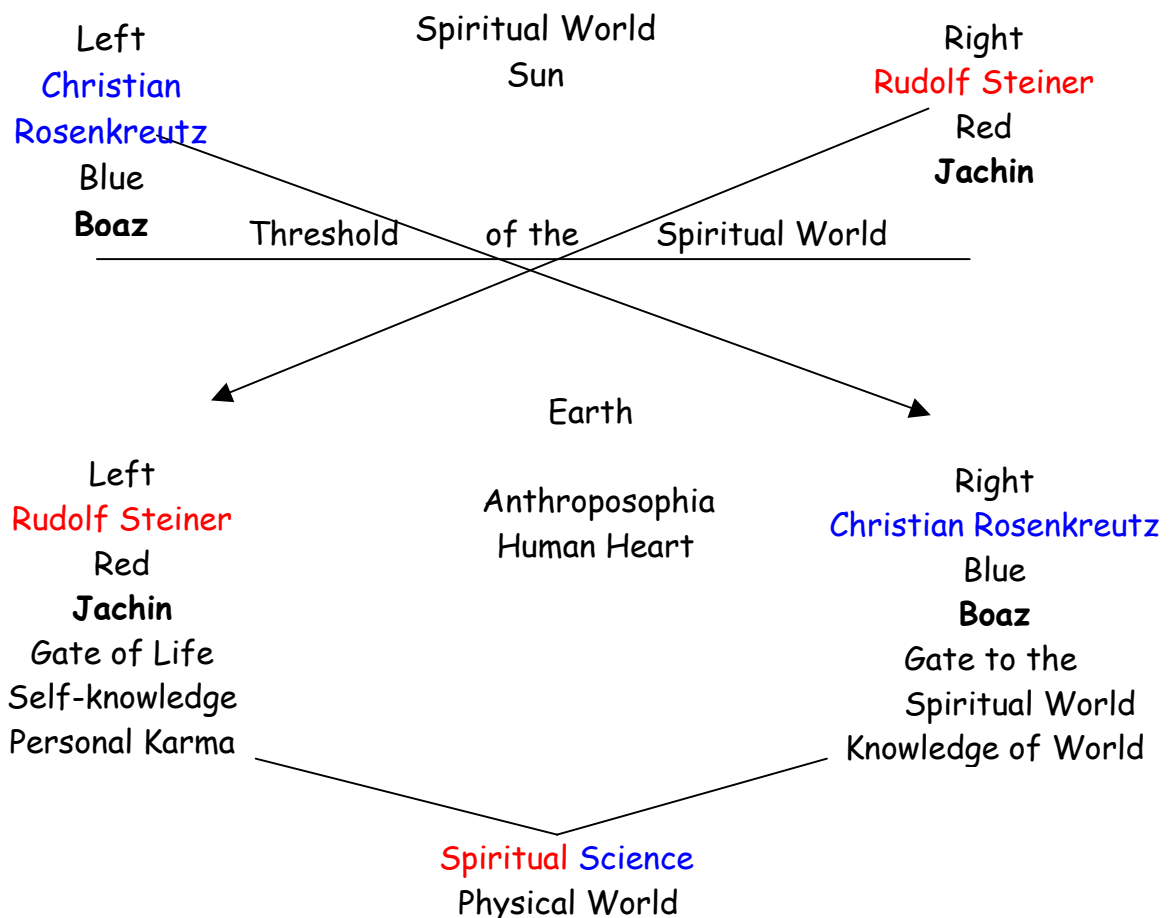 Left
Christian
Rosenkreutz
Blue
Boaz
Spiritual World
Sun
Right
Rudolf Steiner
Red
Jachin
Threshold of the Spiritual World
Earth
Anthroposophia
Human Heart
Left
Rudolf Steiner
Red
Jachin
Gate of Life
Self-knowledge
Personal Karma
Right
Christian Rosenkreutz
Blue
Boaz
Gate to the
Spiritual World
Knowledge of World
Spiritual Science
Physical World